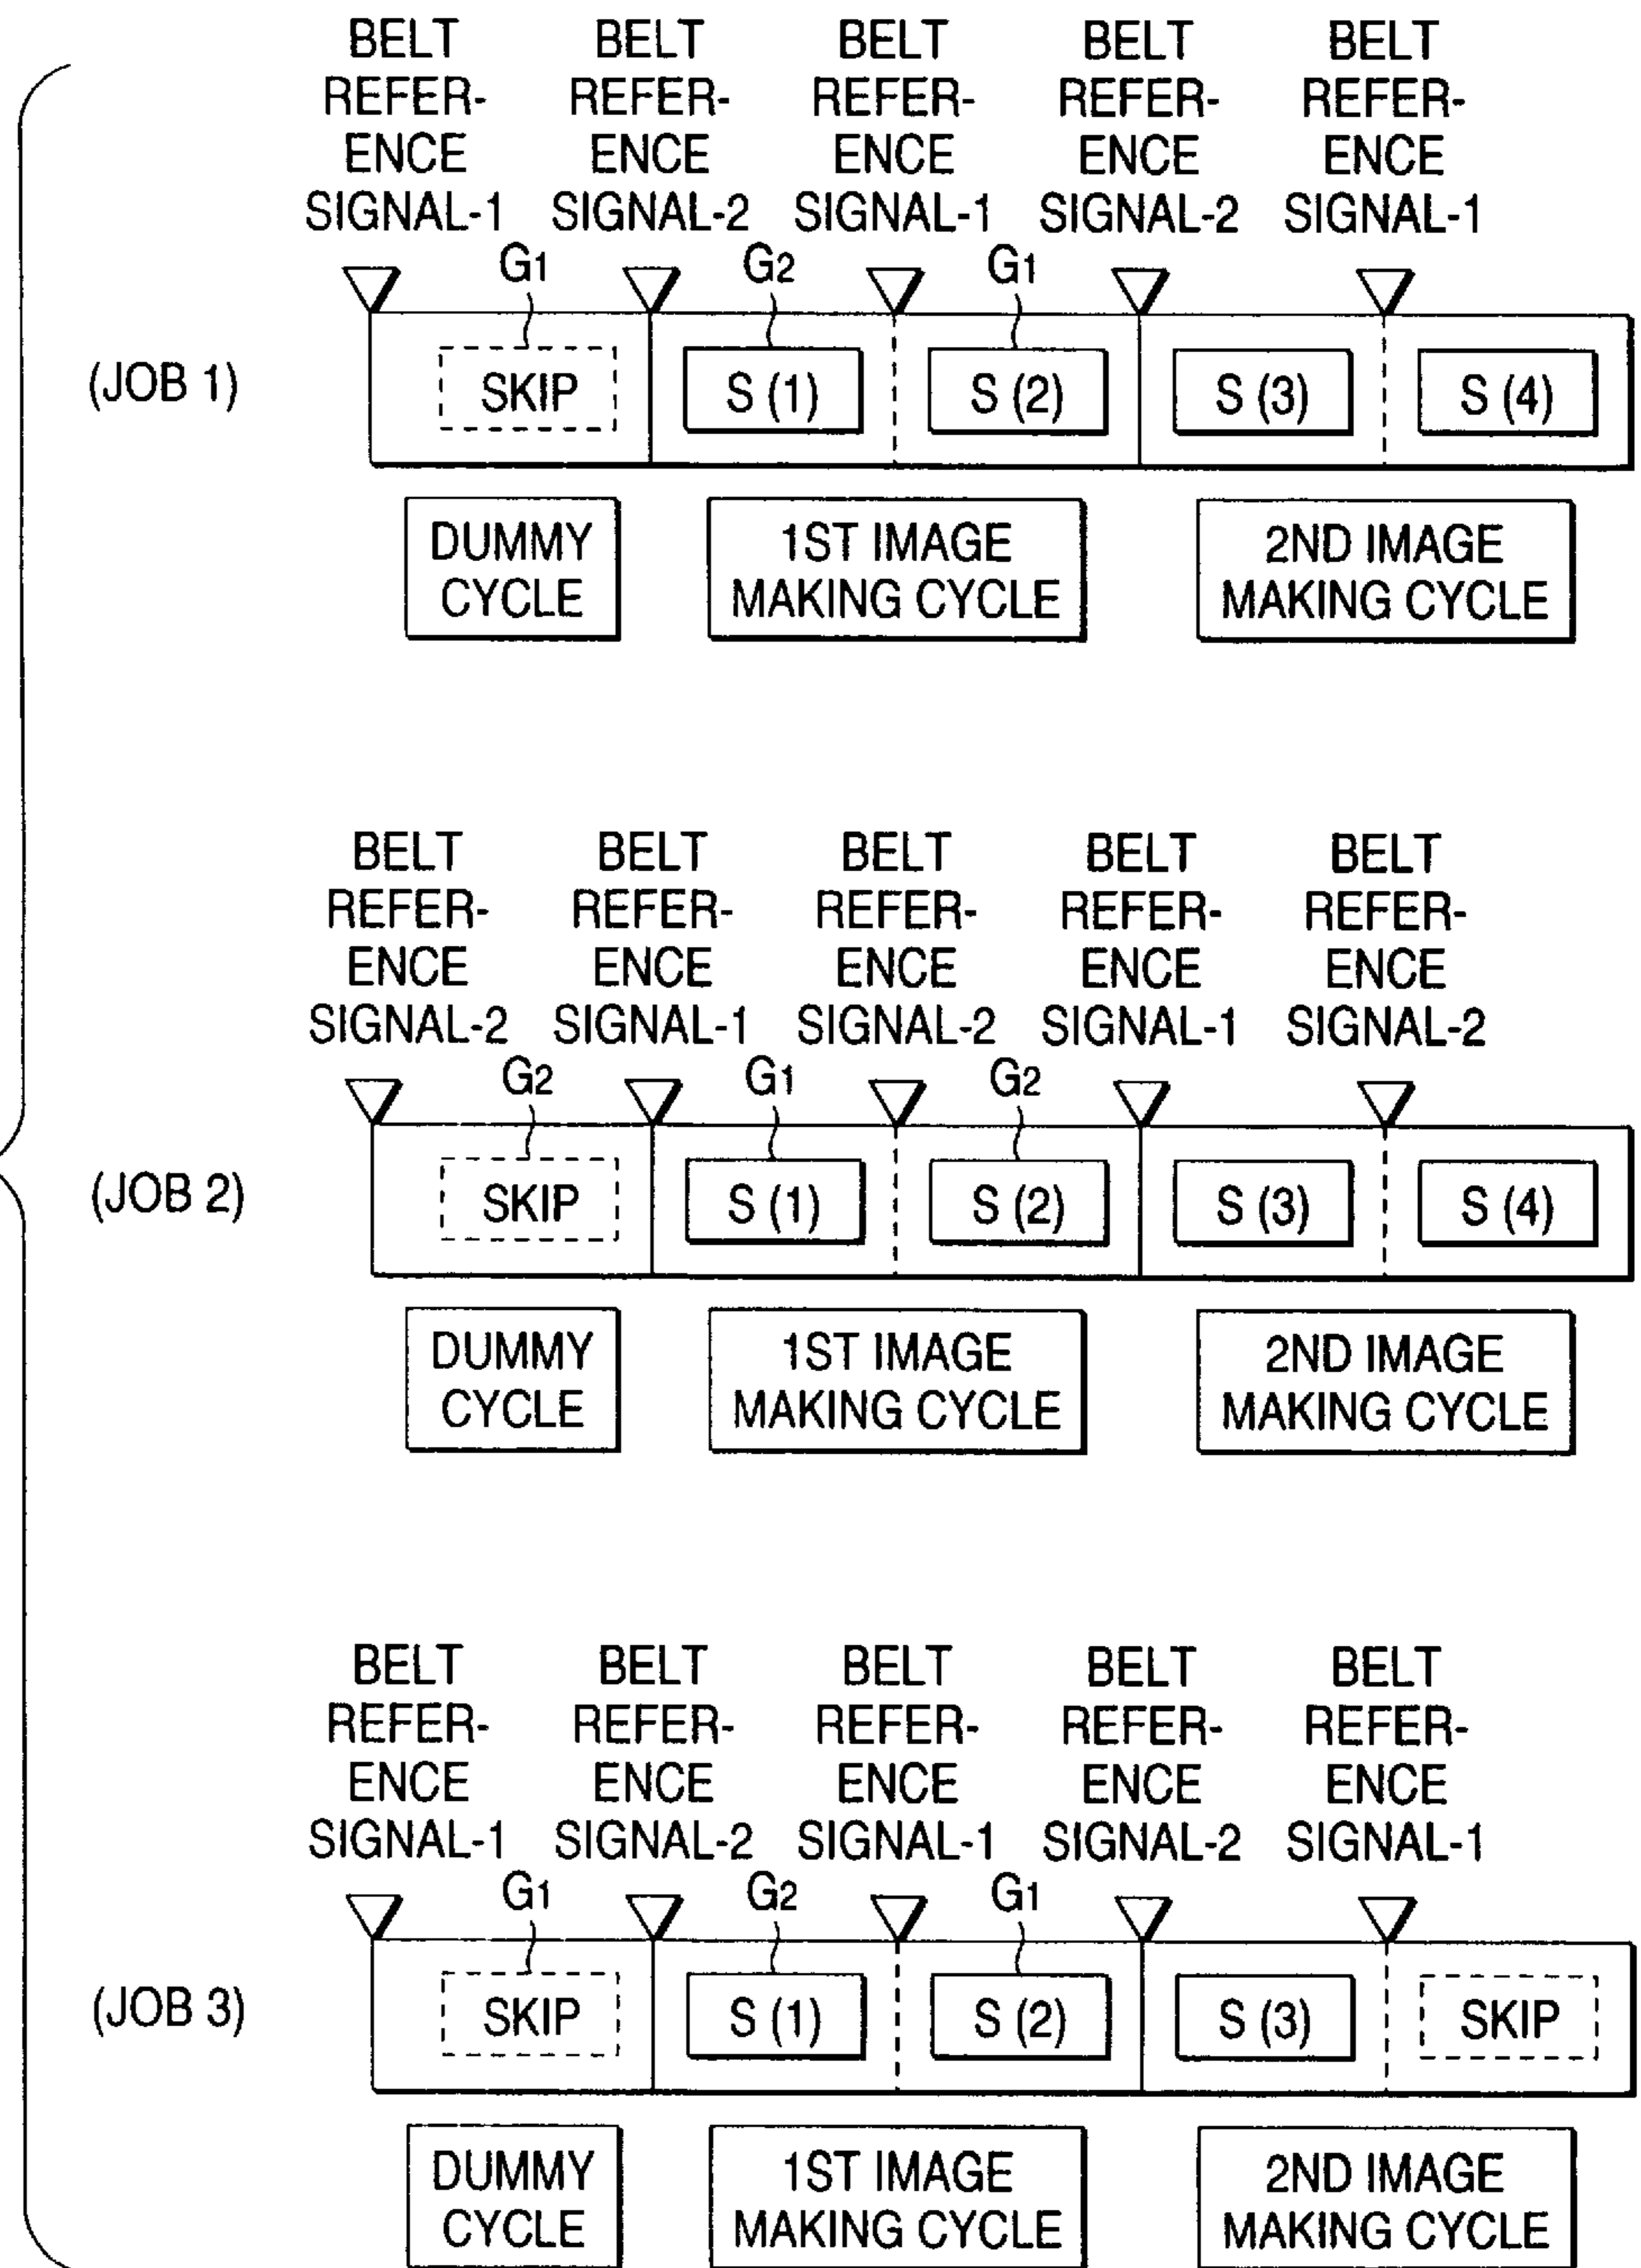 BELT BELT BELT BELT BELT
REFER- REFER- REFER- REFER- REFER-
ENCE ENCE ENCE ENCE ENCE
SIGNAL-1 SIGNAL-2 SIGNAL-1 SIGNAL-2 SIGNAL-1
G1 G2 G1
(JOB 1) SKIP S (1) S (2) S (3) S (4)
DUMMY 1ST IMAGE 2ND IMAGE
CYCLE MAKING CYCLE MAKING CYCLE
BELT BELT BELT BELT BELT
REFER- REFER- REFER- REFER- REFER-
ENCE ENCE ENCE ENCE ENCE
SIGNAL-2 SIGNAL-1 SIGNAL-2 SIGNAL-1 SIGNAL-2
G2 G1 G2
(JOB 2) SKIP S (1) S (2) S (3) S (4)
DUMMY 1ST IMAGE 2ND IMAGE
CYCLE MAKING CYCLE MAKING CYCLE
BELT BELT BELT BELT BELT
REFER- REFER- REFER- REFER- REFER-
ENCE ENCE ENCE ENCE ENCE
SIGNAL-1 SIGNAL-2 SIGNAL-1 SIGNAL-2 SIGNAL-1
G1 G2 G1
(JOB 3) SKIP S (1) S (2) S (3) SKIP
DUMMY 1ST IMAGE 2ND IMAGE
CYCLE MAKING CYCLE MAKING CYCLE